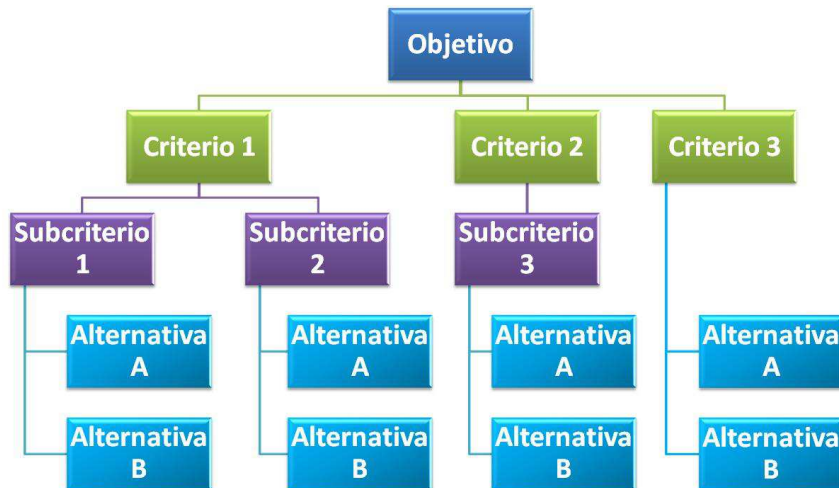 Objetivo
Criterio 1
Criterio 2
Criterio 3
Subcriterio
1
Subcriterio
2
Subcriterio
3
Alternativa
A
Alternativa
A
Alternativa
A
Alternativa
A
Alternativa
B
Alternativa
B
Alternativa
B
Alternativa
B